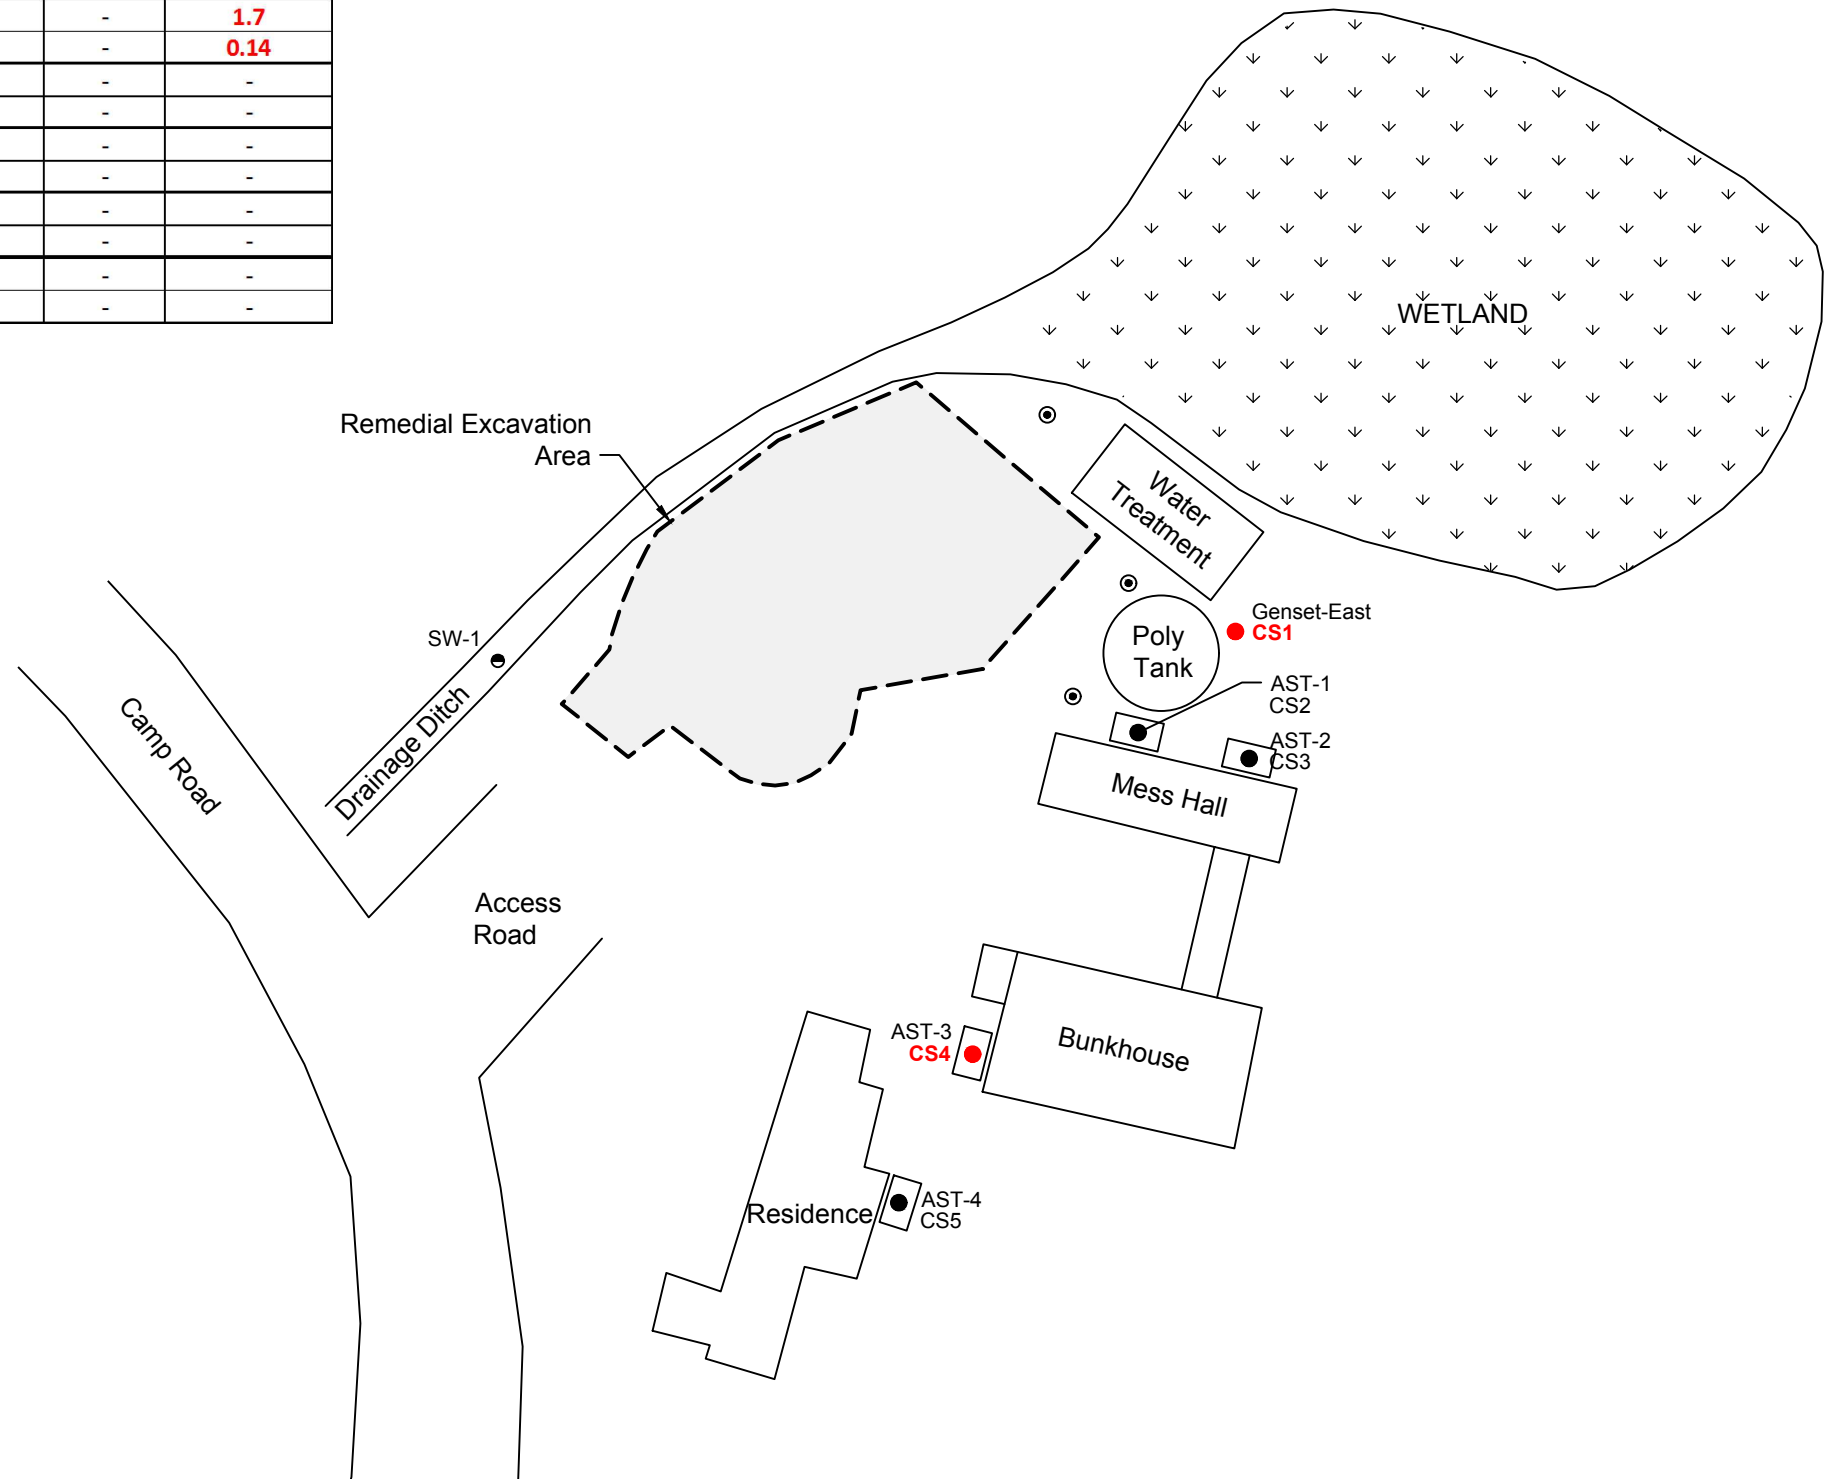 - 1.7
- 0.14
- -
- -
- -
- -
- -
- -
- -
- -
WETLAND
Remedial Excavation
Area
Water
Treatment
Genset-East
CS1
SW-1
Poly
Tank
AST-1
CS2
Drainage Ditch
Camp Road
AST-2
CS3
Mess Hall
Access
Road
AST-3
CS4
Bunkhouse
AST-4
CS5
Residence